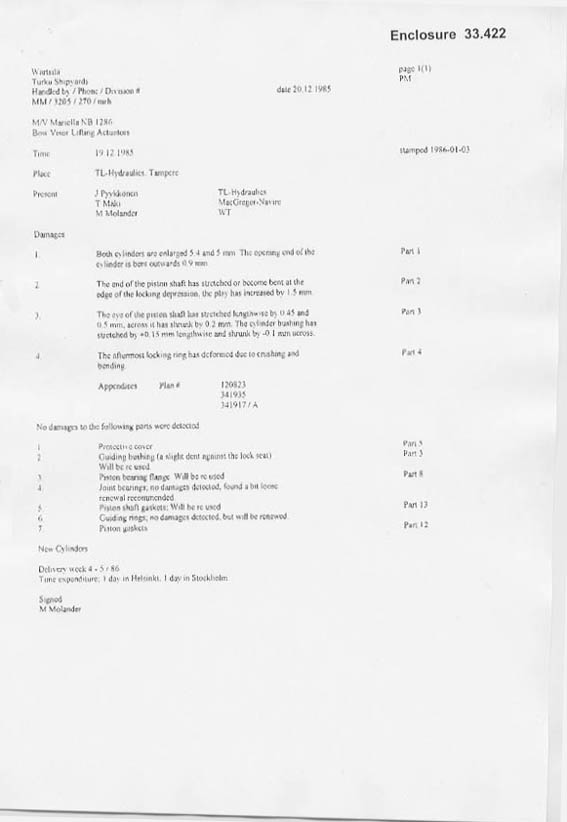 Enclosure 33.422
page 1(1)
PM
Wartsila
Turku Shipyards
Handled by / Phone / Division #
MM / 3205 / 270 / mrh
date 20.12 1985
M/V Mariella NB 1286
Bow Visor Lifting Actuators
Time 19.12.1985 stamped 1986-01-03
Place TL-Hydraulics. Tampere
Present J Pyykkonen TL-Hydraulics
T Maki MacGregor-Navire
M Molander WT
Damages
1. Both cylinders are enlarged 5.4 and 5 mm The opening end of the Part 1
cylinder is bent outwards 0.9 mm
2. The end of the piston shaft has stretched or become bent at the Part 2
edge of the locking depression, the play has increased by 1.5 mm.
3. The eye of the piston shaft has stretched lengthwise by 0.45 and Part 3
0.5 mm, across it has shrunk by 0.2 mm. The cylinder bushing has
stretched by +0.15 mm lengthwise and shrunk by -0.1 mm across.
4. The aftermost locking ring has deformed due to crushing and Part 4
bending.
Appendices Plan # 120823
341935
341917 / A
No damages to the following parts were detected
1 Protective cover Part 5
2 Guiding bushing (a slight dent against the lock seat) Part 3
Will be re used
3. Piston bearing flange Will be re used Part 8
4. Joint bearings; no damages detected, found a bit loose
renewal recommended
5. Piston shaft gaskets; Will be re used Part 13
6. Guiding rings; no damages detected, but will be renewed.
7. Piston gaskets Part 12
New Cylinders
Delivery week 4 - 5 / 86
Time expenditure; 1 day in Helsinki, 1 day in Stockholm
Signed
M Molander